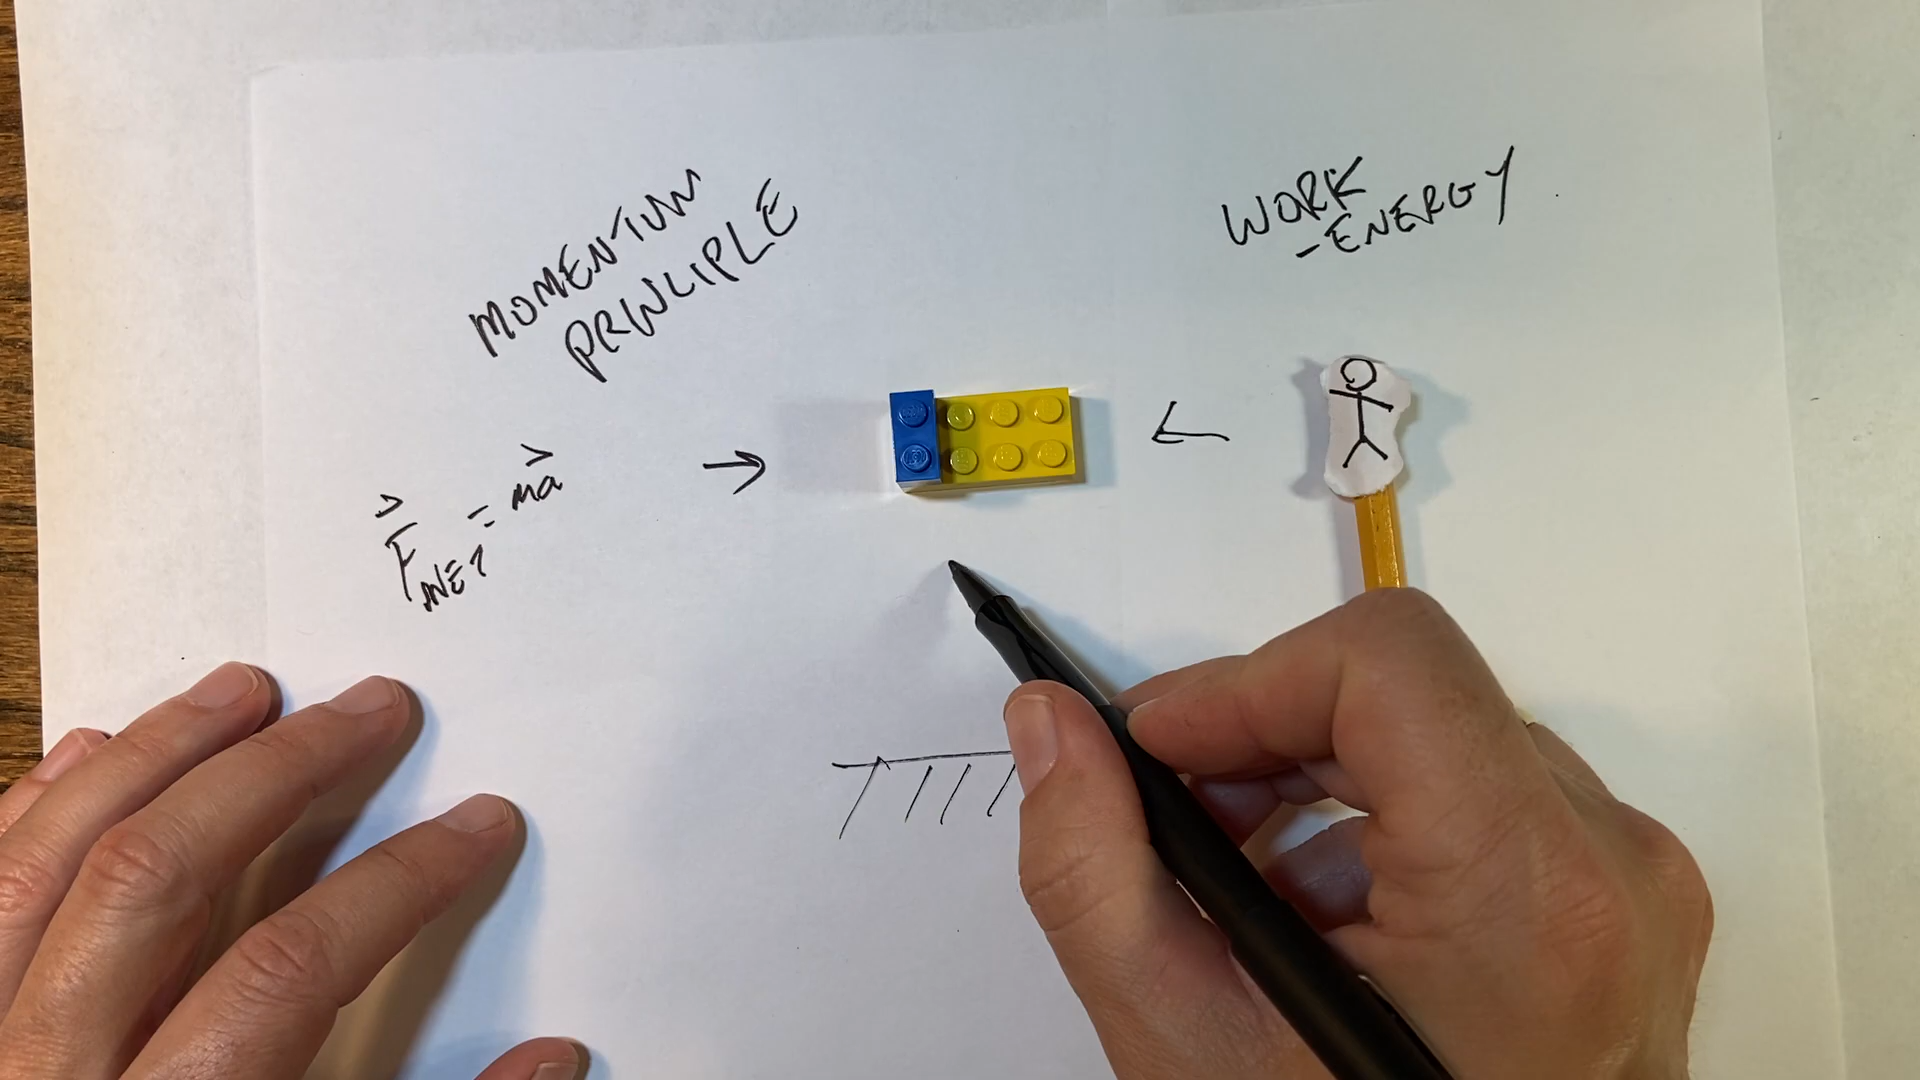 MOMENTUM
PRINCIPLE
WORK
-ENERGY
F⃗NET = ma⃗